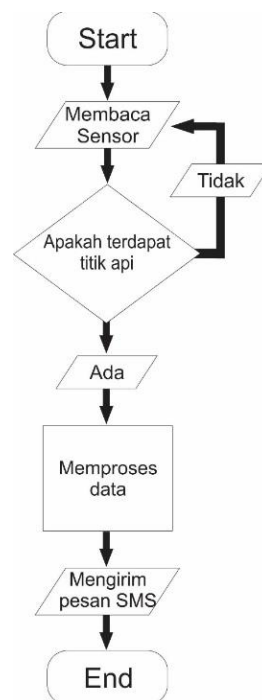 Start
Membaca
Sensor
Tidak
Apakah terdapat
titik api
Ada
Memproses
data
Mengirim
pesan SMS
End